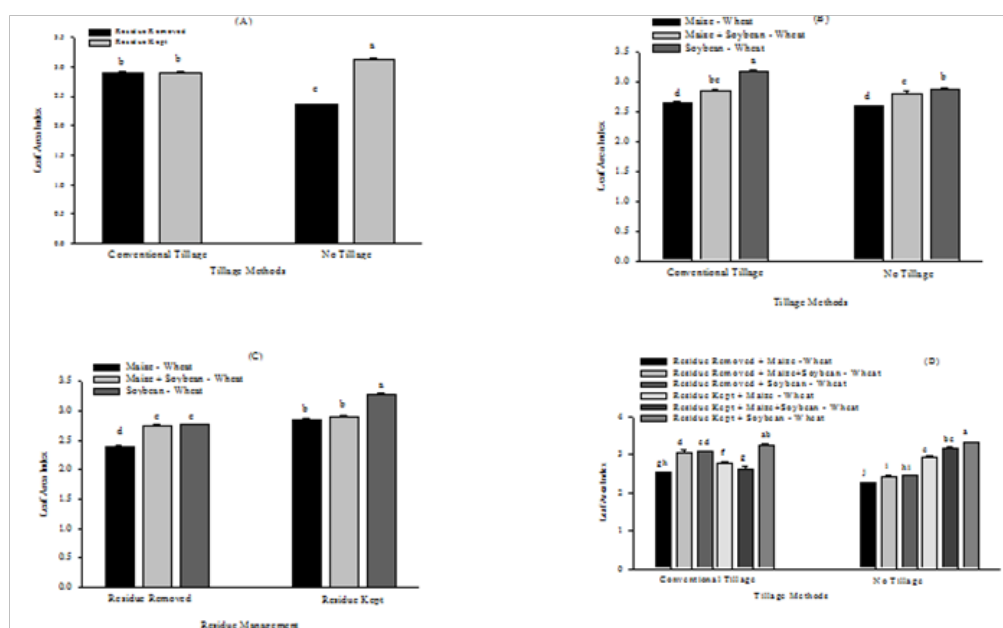 (A)
Residue Removed
Residue Kept
b
b
c
a
Leaf Area Index
Conventional Tillage
No Tillage
Tillage Methods
(B)
Maize - Wheat
Maize + Soybean - Wheat
Soybean - Wheat
3.5
3.0
2.5
2.0
1.5
1.0
0.5
0.0
d
bc
a
d
c
b
Leaf Area Index
Conventional Tillage
No Tillage
Tillage Methods
(C)
Maize - Wheat
Maize + Soybean - Wheat
Soybean - Wheat
3.5
3.0
2.5
2.0
1.5
1.0
0.5
0.0
d
c
c
b
b
a
Leaf Area Index
Residue Removed
Residue Kept
Residue Management
(D)
Residue Removed + Maize - Wheat
Residue Removed + Maize+Soybean - Wheat
Residue Removed + Soybean - Wheat
Residue Kept + Maize - Wheat
Residue Kept + Maize+Soybean - Wheat
Residue Kept + Soybean - Wheat
gh
d
cd
f
g
ab
j
i
hi
e
bc
a
Leaf Area Index
Conventional Tillage
No Tillage
Tillage Methods